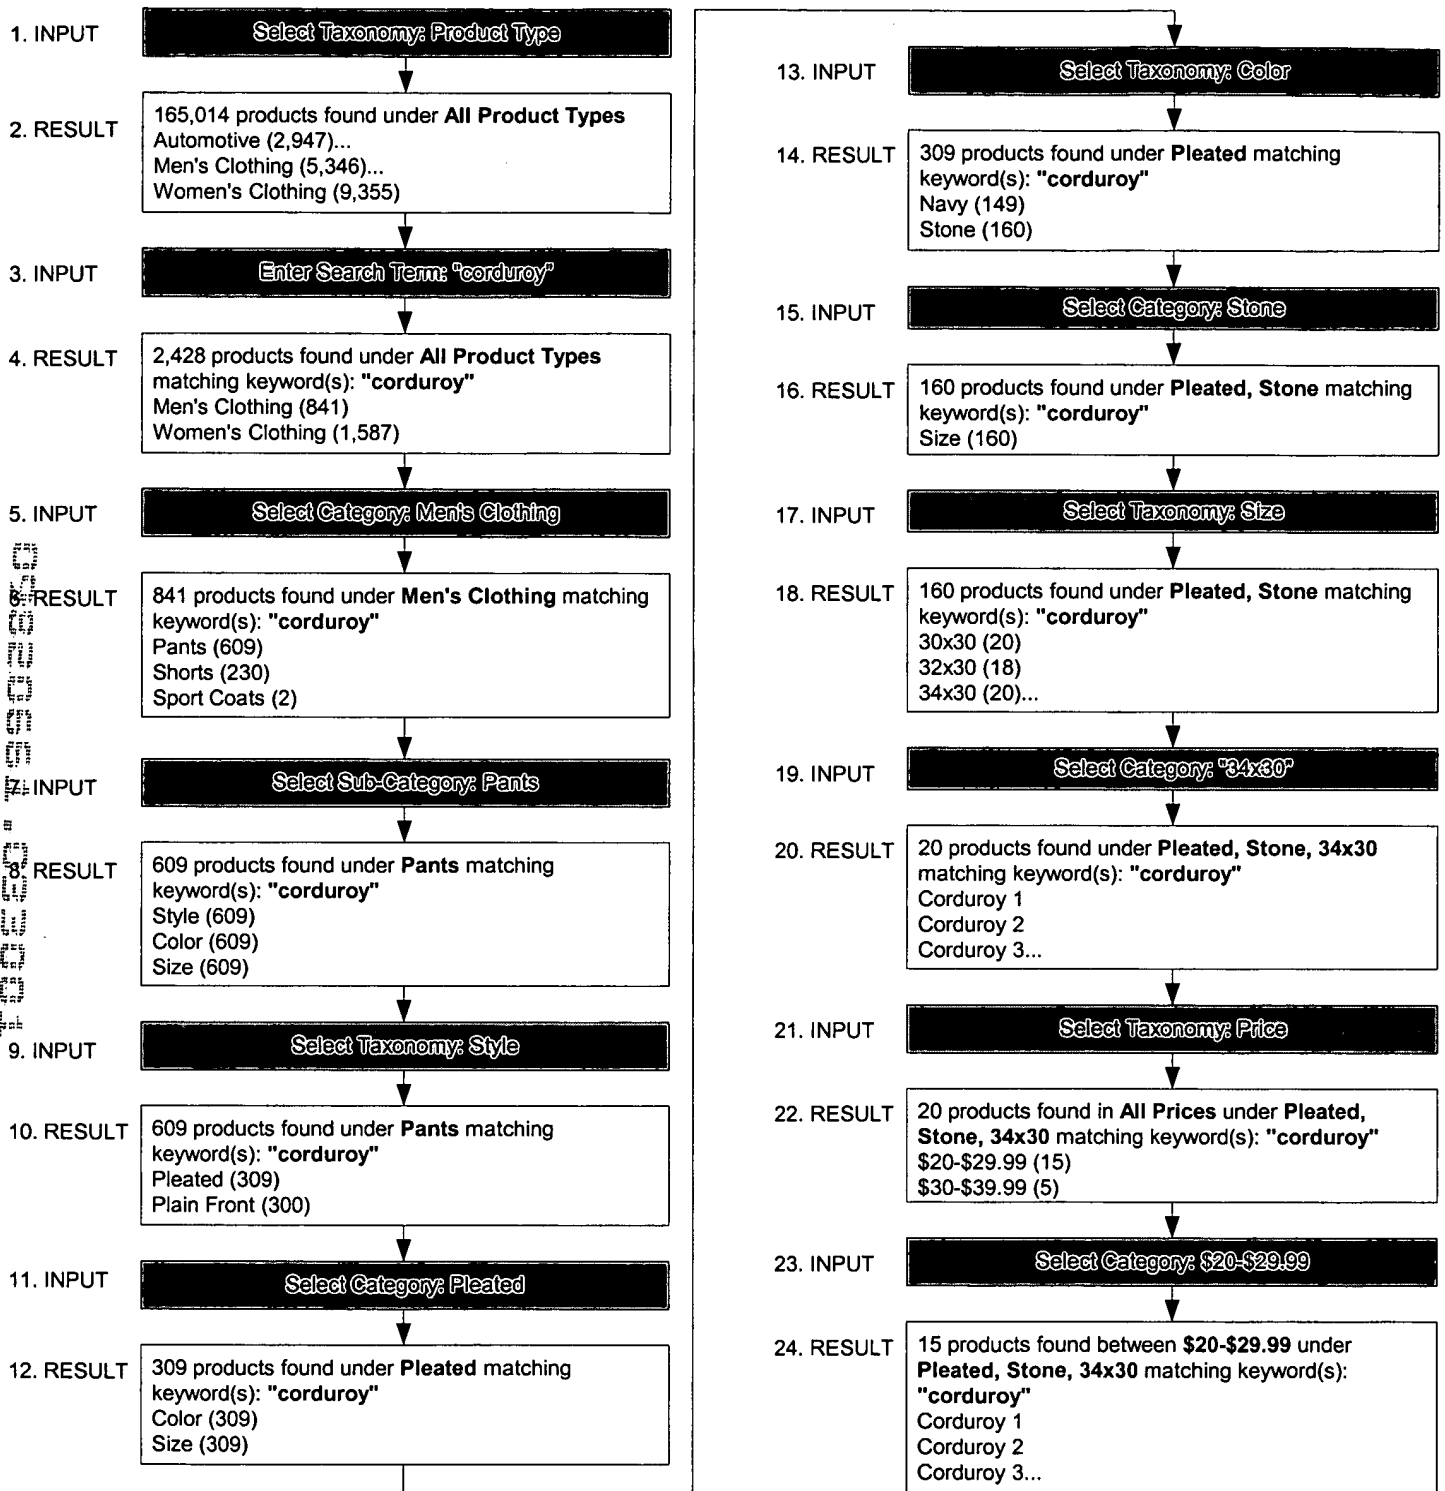 1. INPUT
Select Taxonomy: Product Type
2. RESULT
165,014 products found under All Product Types
Automotive (2,947)...
Men's Clothing (5,346)...
Women's Clothing (9,355)
3. INPUT
Enter Search Term: "corduroy"
4. RESULT
2,428 products found under All Product Types
matching keyword(s): "corduroy"
Men's Clothing (841)
Women's Clothing (1,587)
5. INPUT
Select Category: Men's Clothing
6. RESULT
841 products found under Men's Clothing matching
keyword(s): "corduroy"
Pants (609)
Shorts (230)
Sport Coats (2)
7. INPUT
Select Sub-Category: Pants
8. RESULT
609 products found under Pants matching
keyword(s): "corduroy"
Style (609)
Color (609)
Size (609)
9. INPUT
Select Taxonomy: Style
10. RESULT
609 products found under Pants matching
keyword(s): "corduroy"
Pleated (309)
Plain Front (300)
11. INPUT
Select Category: Pleated
12. RESULT
309 products found under Pleated matching
keyword(s): "corduroy"
Color (309)
Size (309)
13. INPUT
Select Taxonomy: Color
14. RESULT
309 products found under Pleated matching
keyword(s): "corduroy"
Navy (149)
Stone (160)
15. INPUT
Select Category: Stone
16. RESULT
160 products found under Pleated, Stone matching
keyword(s): "corduroy"
Size (160)
17. INPUT
Select Taxonomy: Size
18. RESULT
160 products found under Pleated, Stone matching
keyword(s): "corduroy"
30x30 (20)
32x30 (18)
34x30 (20)...
19. INPUT
Select Category: "34x30"
20. RESULT
20 products found under Pleated, Stone, 34x30
matching keyword(s): "corduroy"
Corduroy 1
Corduroy 2
Corduroy 3...
21. INPUT
Select Taxonomy: Price
22. RESULT
20 products found in All Prices under Pleated,
Stone, 34x30 matching keyword(s): "corduroy"
$20-$29.99 (15)
$30-$39.99 (5)
23. INPUT
Select Category: $20-$29.99
24. RESULT
15 products found between $20-$29.99 under
Pleated, Stone, 34x30 matching keyword(s):
"corduroy"
Corduroy 1
Corduroy 2
Corduroy 3...